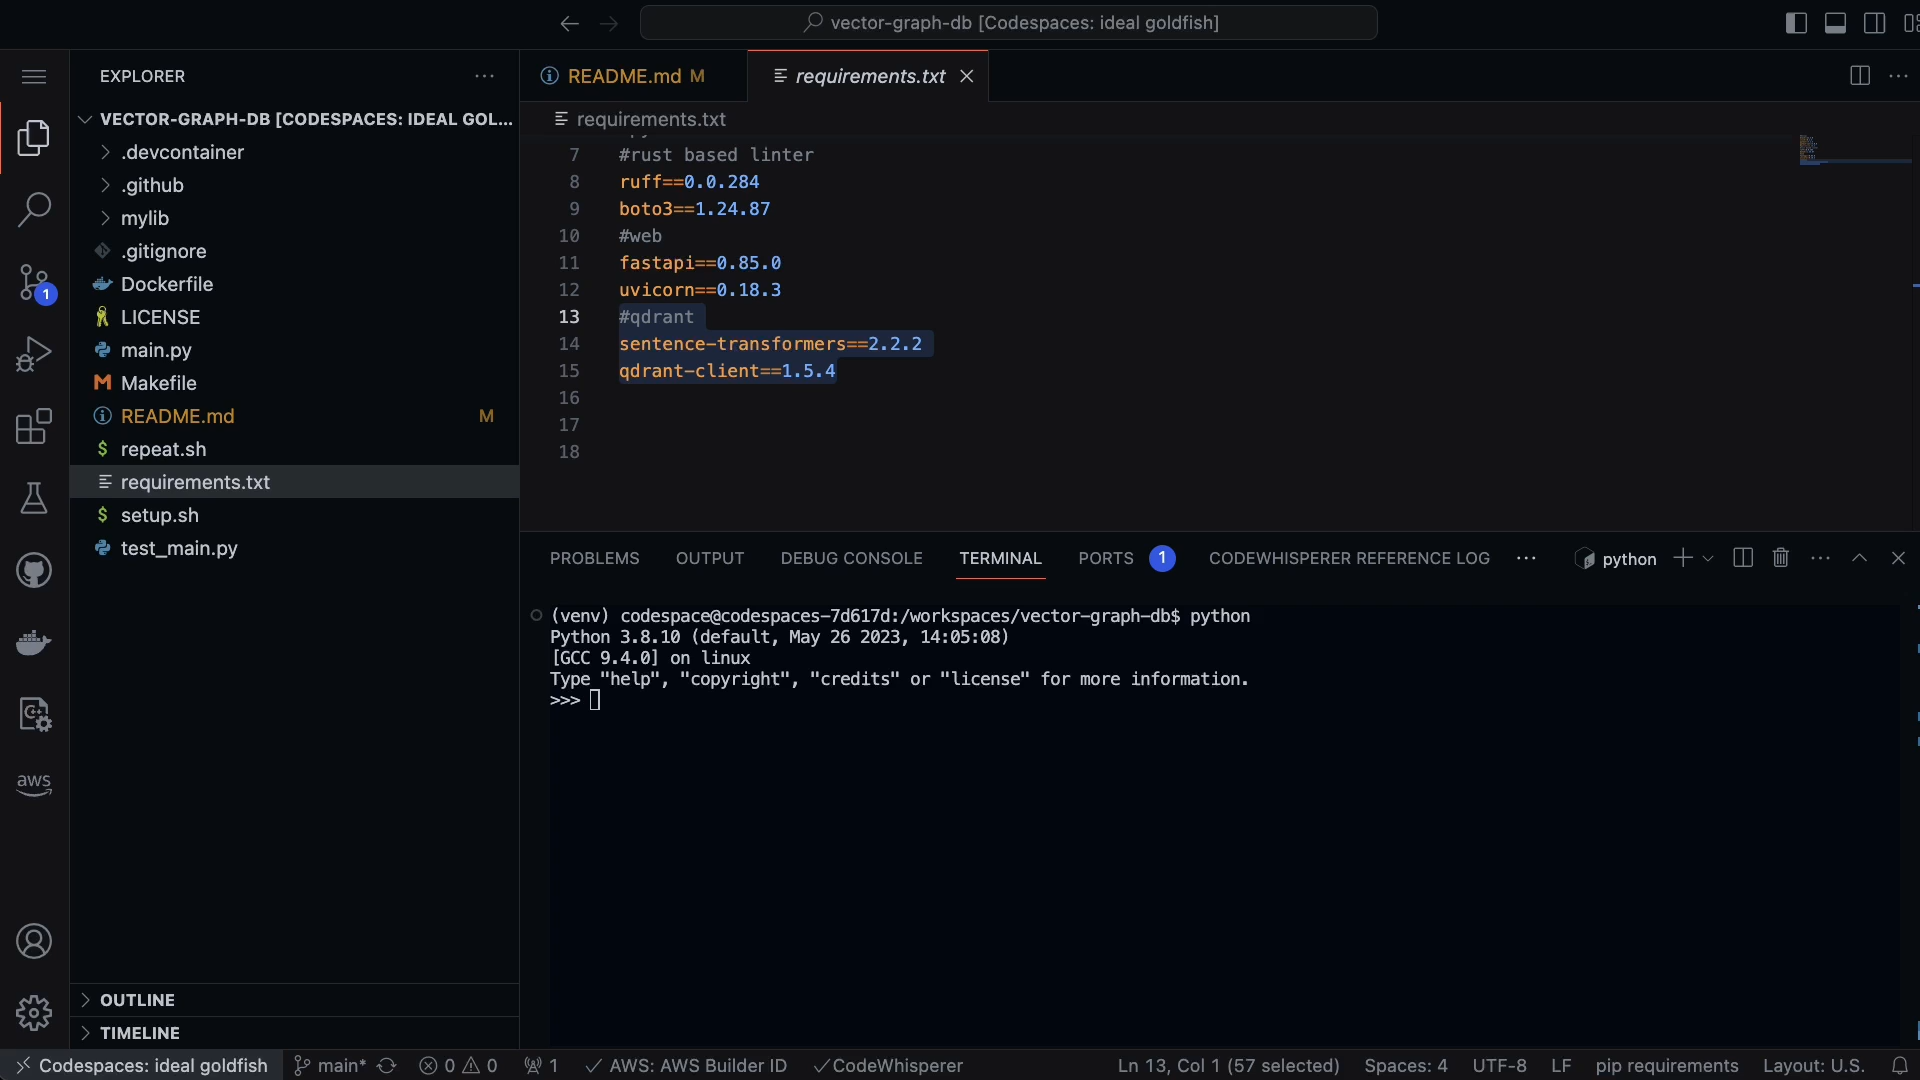 vector-graph-db [Codespaces: ideal goldfish]
EXPLORER
VECTOR-GRAPH-DB [CODESPACES: IDEAL GOL...
.devcontainer
.github
mylib
.gitignore
Dockerfile
LICENSE
main.py
Makefile
README.md M
repeat.sh
requirements.txt
setup.sh
test_main.py
OUTLINE
TIMELINE
README.md M
requirements.txt
requirements.txt
7 #rust based linter
8 ruff==0.0.284
9 boto3==1.24.87
10 #web
11 fastapi==0.85.0
12 uvicorn==0.18.3
13 #qdrant
14 sentence-transformers==2.2.2
15 qdrant-client==1.5.4
16
17
18
PROBLEMS OUTPUT DEBUG CONSOLE TERMINAL PORTS 1 CODEWHISPERER REFERENCE LOG ... python
(venv) codespace@codespaces-7d617d:/workspaces/vector-graph-db$ python
Python 3.8.10 (default, May 26 2023, 14:05:08)
[GCC 9.4.0] on linux
Type "help", "copyright", "credits" or "license" for more information.
>>>
1
aws
Codespaces: ideal goldfish main* 0 0 1 AWS: AWS Builder ID CodeWhisperer Ln 13, Col 1 (57 selected) Spaces: 4 UTF-8 LF pip requirements Layout: U.S.